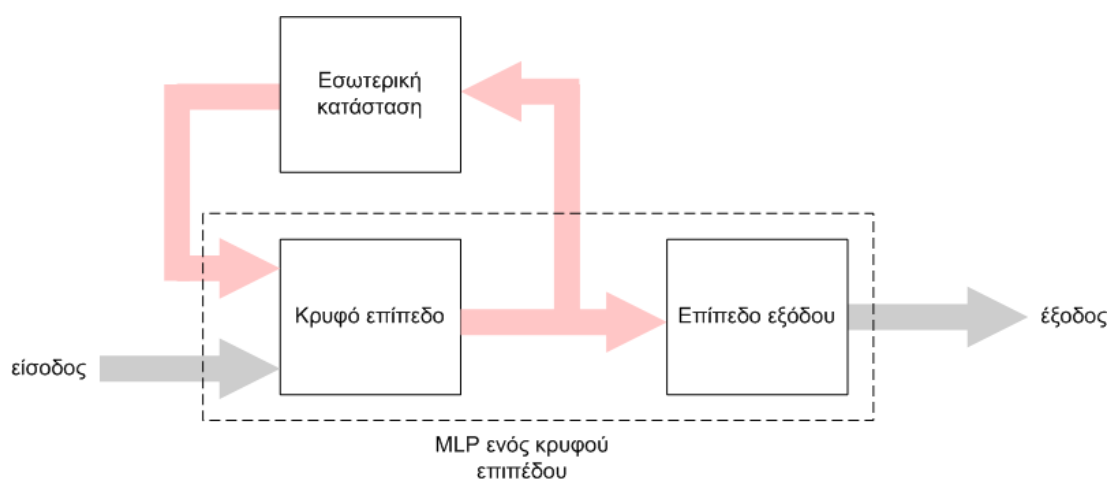 Εσωτερική
κατάσταση
Κρυφό επίπεδο
Επίπεδο εξόδου
έξοδος
είσοδος
MLP ενός κρυφού
επιπέδου